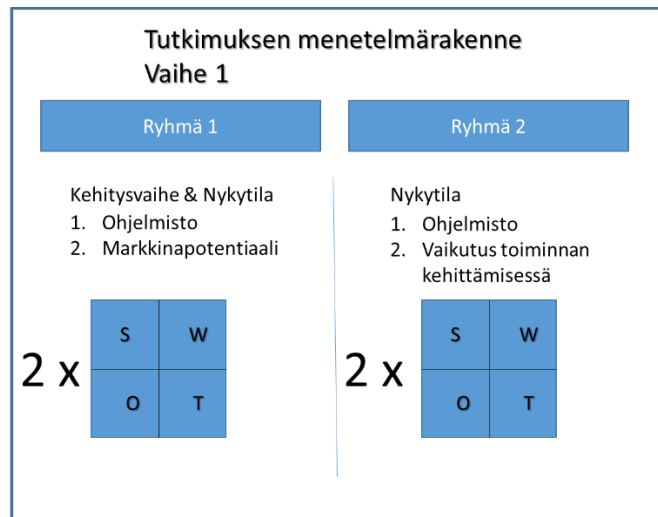 Tutkimuksen menetelmärakenne
Vaihe 1
Ryhmä 1
Ryhmä 2
Kehitysvaihe & Nykytila
1. Ohjelmisto
2. Markkinapotentiaali
Nykytila
1. Ohjelmisto
2. Vaikutus toiminnan
kehittämisessä
2 x
S W
O T
2 x
S W
O T